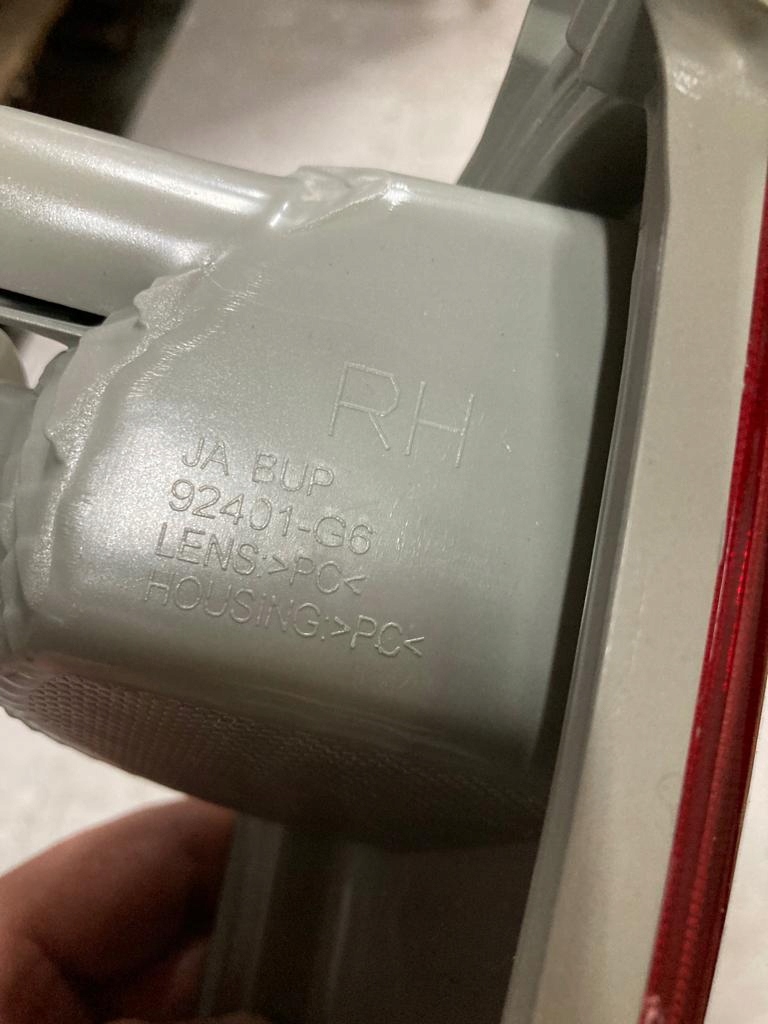 RH
JA BUP
92401-G6
LENS:>PC<
HOUSING:>PC<